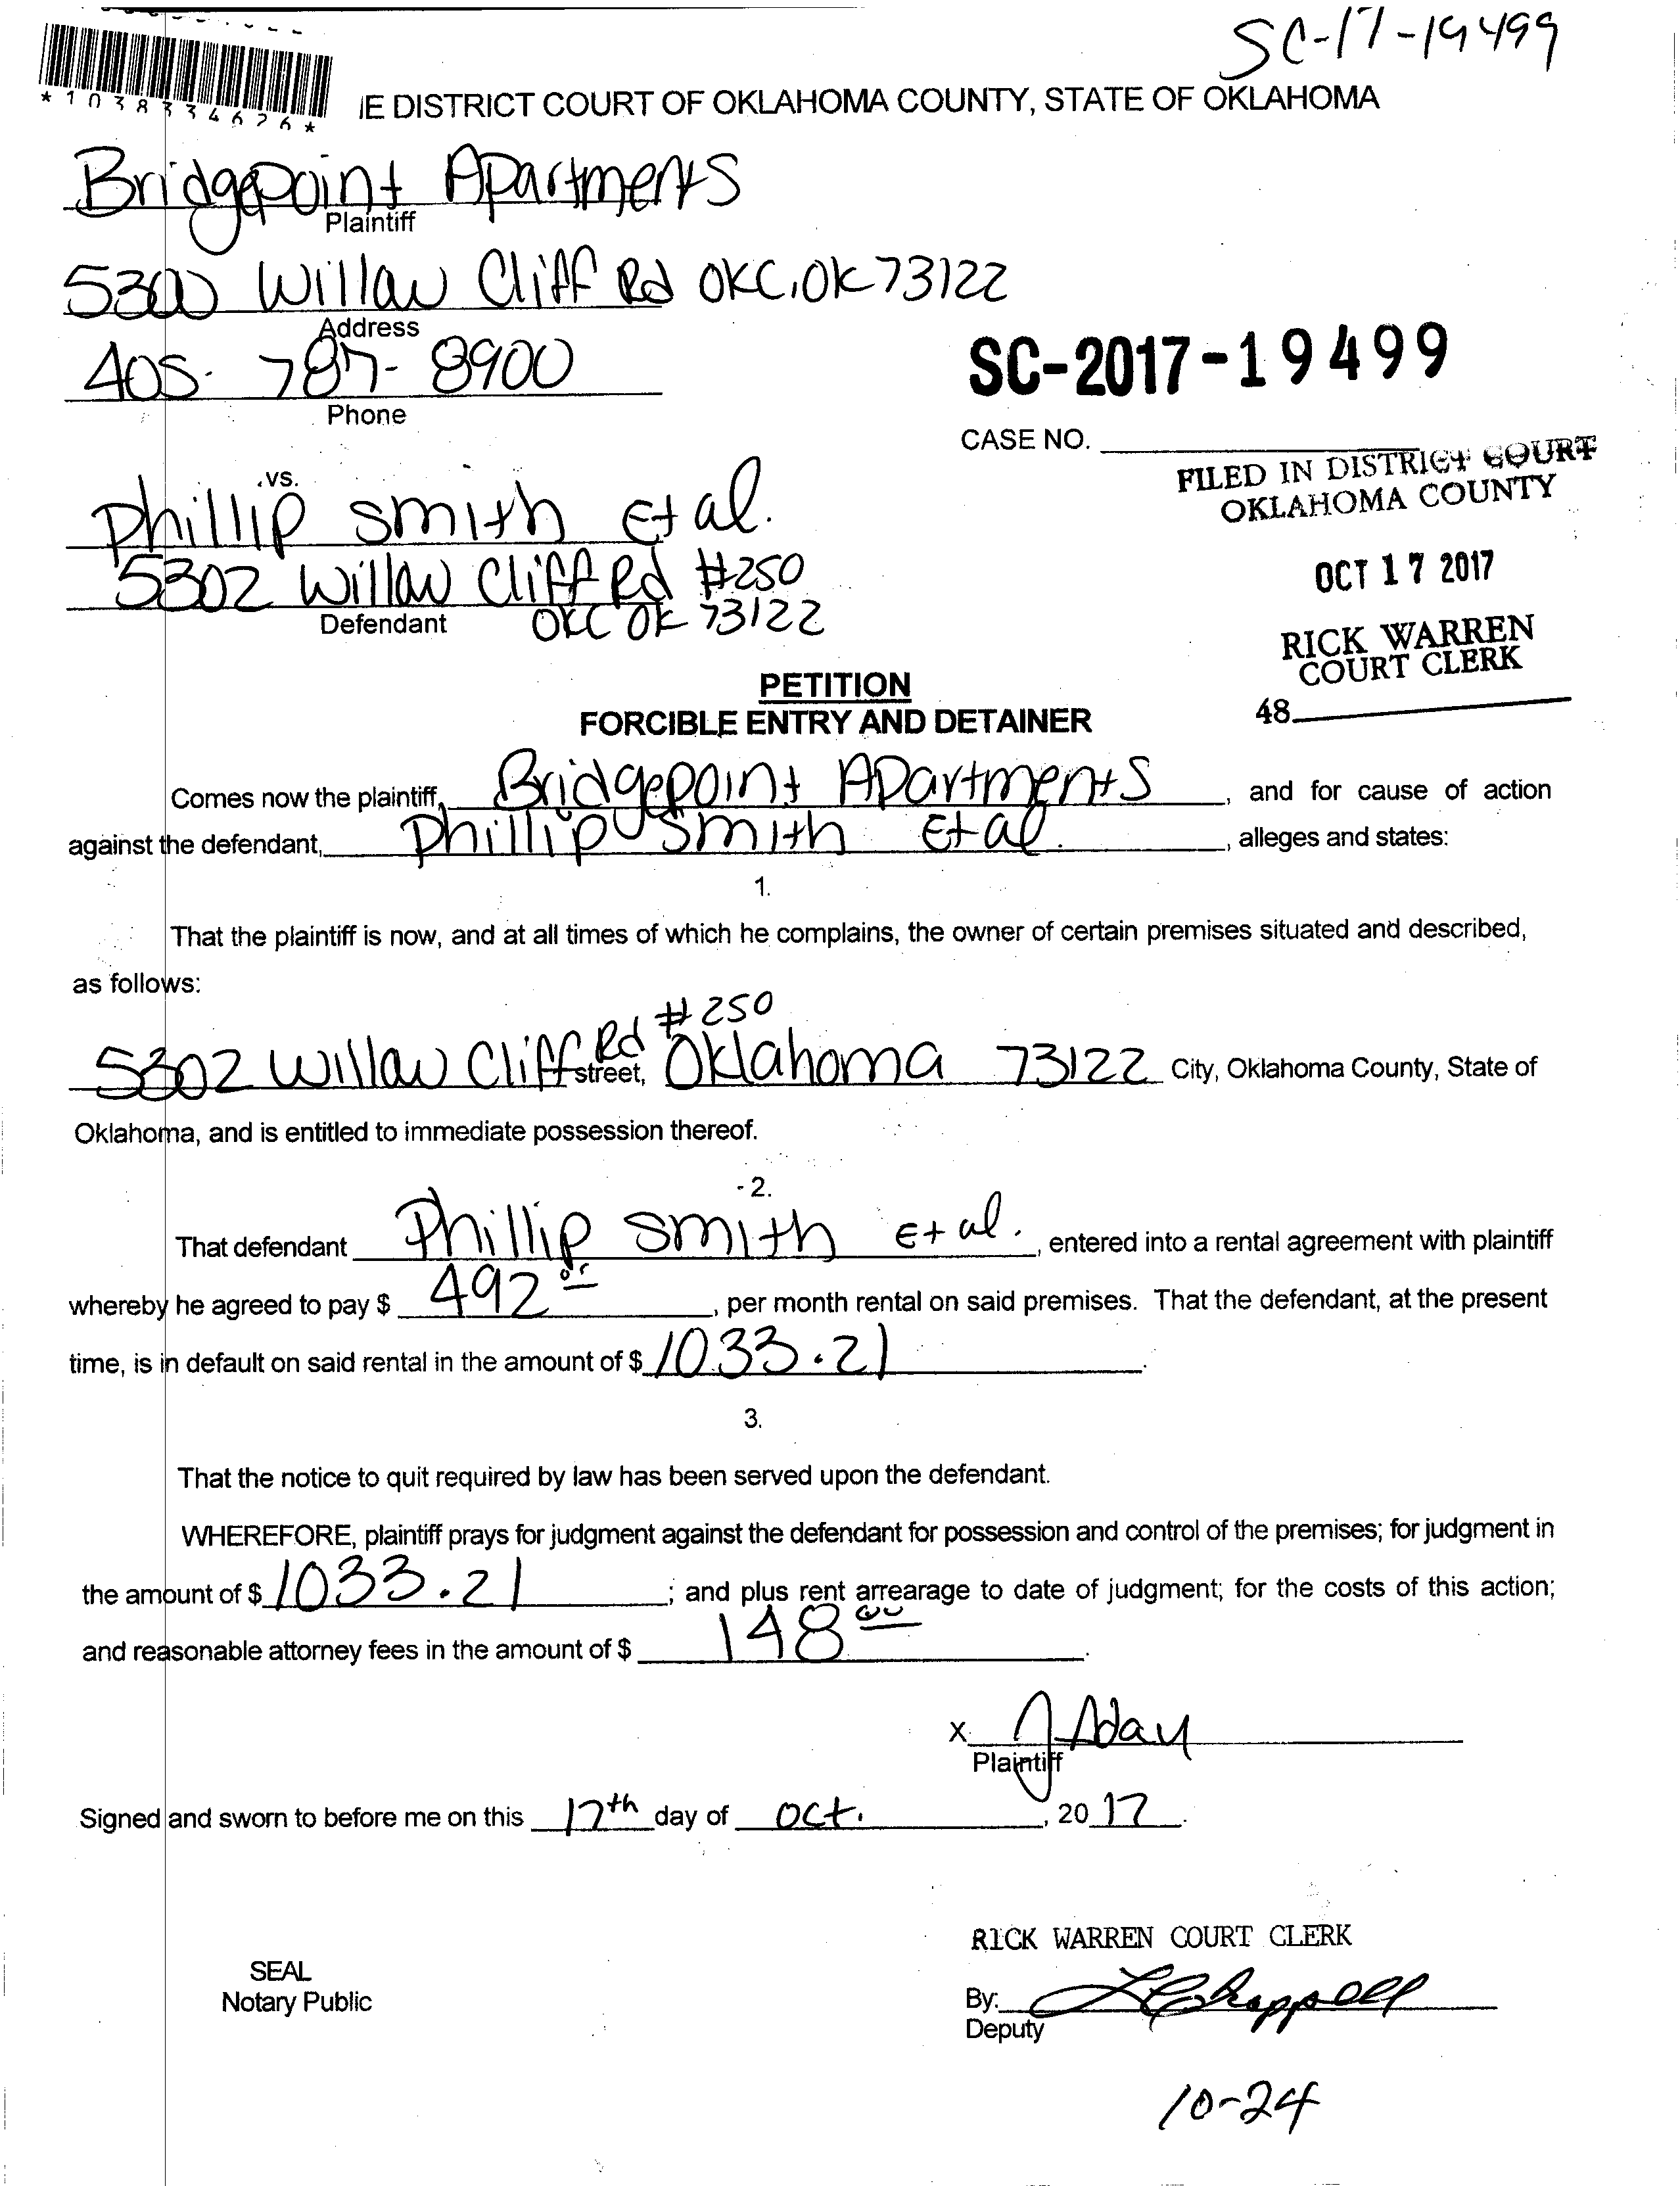 SC-17-19499
*1038334626*
IE DISTRICT COURT OF OKLAHOMA COUNTY, STATE OF OKLAHOMA
Bridgepoint Apartments
Plaintiff
5300 Willow Cliff Rd OKC, OK 73122
Address
405-787-8900
Phone
SC-2017-19499
CASE NO.
FILED IN DISTRICT COURT
OKLAHOMA COUNTY
OCT 17 2017
RICK WARREN
COURT CLERK
48
vs.
Phillip Smith Et al.
5302 Willow Cliff Rd #250
OKC OK 73122
Defendant
PETITION
FORCIBLE ENTRY AND DETAINER
Comes now the plaintiff, Bridgepoint Apartments, and for cause of action
against the defendant, Phillip Smith Et al., alleges and states:
1.
That the plaintiff is now, and at all times of which he complains, the owner of certain premises situated and described,
as follows:
5302 Willow Cliff Rd #250 street, Oklahoma 73122 City, Oklahoma County, State of
Oklahoma, and is entitled to immediate possession thereof.
2.
That defendant Phillip Smith Et al., entered into a rental agreement with plaintiff
whereby he agreed to pay $ 492, per month rental on said premises. That the defendant, at the present
time, is in default on said rental in the amount of $ 1033.21.
3.
That the notice to quit required by law has been served upon the defendant.
WHEREFORE, plaintiff prays for judgment against the defendant for possession and control of the premises; for judgment in
the amount of $ 1033.21; and plus rent arrearage to date of judgment; for the costs of this action;
and reasonable attorney fees in the amount of $ 148 00.
X J Aday
Plaintiff
Signed and sworn to before me on this 17th day of Oct., 2017.
RICK WARREN COURT CLERK
SEAL
Notary Public
By: L Chappell
Deputy
10-24